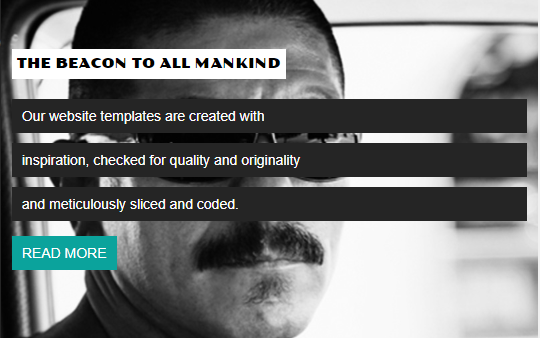 THE BEACON TO ALL MANKIND
Our website templates are created with
inspiration, checked for quality and originality
and meticulously sliced and coded.
READ MORE